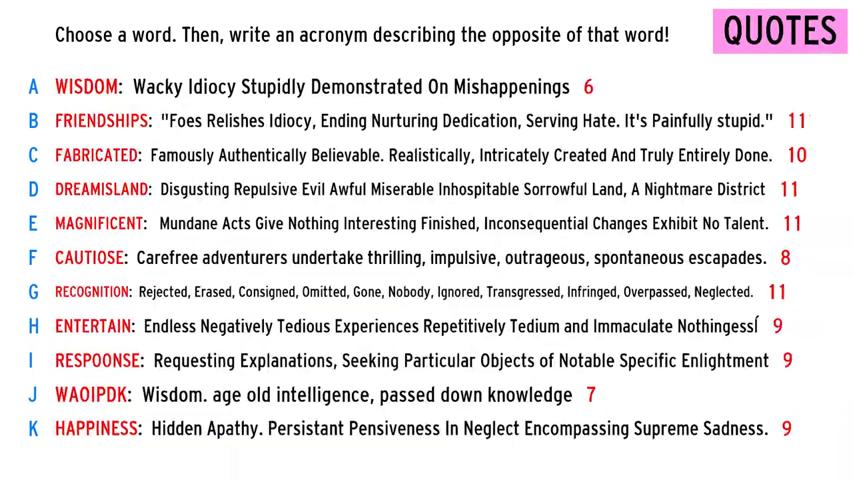 Choose a word. Then, write an acronym describing the opposite of that word!
QUOTES
A WISDOM: Wacky Idiocy Stupidly Demonstrated On Mishappenings 6
B FRIENDSHIPS: "Foes Relishes Idiocy, Ending Nurturing Dedication, Serving Hate. It's Painfully stupid." 11
C FABRICATED: Famously Authentically Believable. Realistically, Intricately Created And Truly Entirely Done. 10
D DREAMISLAND: Disgusting Repulsive Evil Awful Miserable Inhospitable Sorrowful Land, A Nightmare District 11
E MAGNIFICENT: Mundane Acts Give Nothing Interesting Finished, Inconsequential Changes Exhibit No Talent. 11
F CAUTIOSE: Carefree adventurers undertake thrilling, impulsive, outrageous, spontaneous escapades. 8
G RECOGNITION: Rejected, Erased, Consigned, Omitted, Gone, Nobody, Ignored, Transgressed, Infringed, Overpassed, Neglected. 11
H ENTERTAIN: Endless Negatively Tedious Experiences Repetitively Tedium and Immaculate Nothingessĺ 9
I RESPOONSE: Requesting Explanations, Seeking Particular Objects of Notable Specific Enlightment 9
J WAOIPDK: Wisdom. age old intelligence, passed down knowledge 7
K HAPPINESS: Hidden Apathy. Persistant Pensiveness In Neglect Encompassing Supreme Sadness. 9